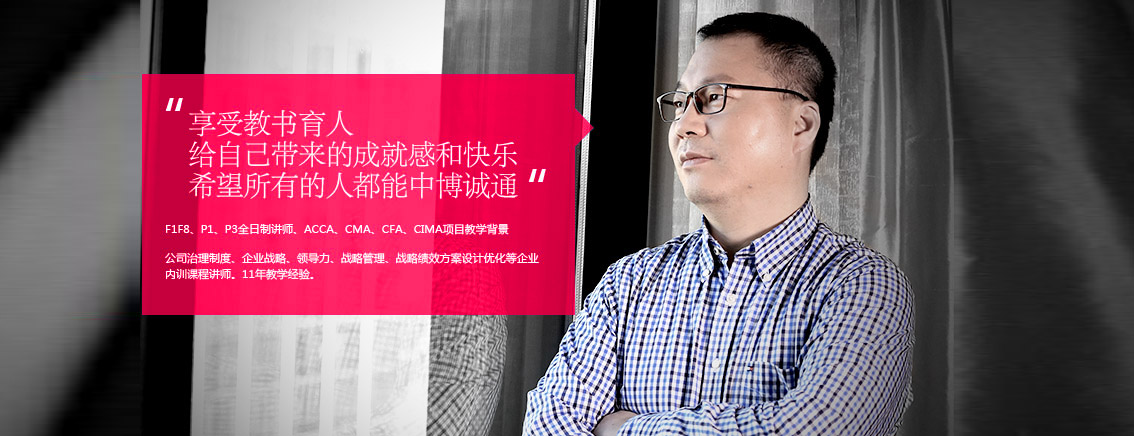 “享受教书育人
给自己带来的成就感和快乐
希望所有的人都能中博诚通“
F1F8、P1、P3全日制讲师、ACCA、CMA、CFA、CIMA项目教学背景
公司治理制度、企业战略、领导力、战略管理、战略绩效方案设计优化等企业
内训课程讲师。11年教学经验。